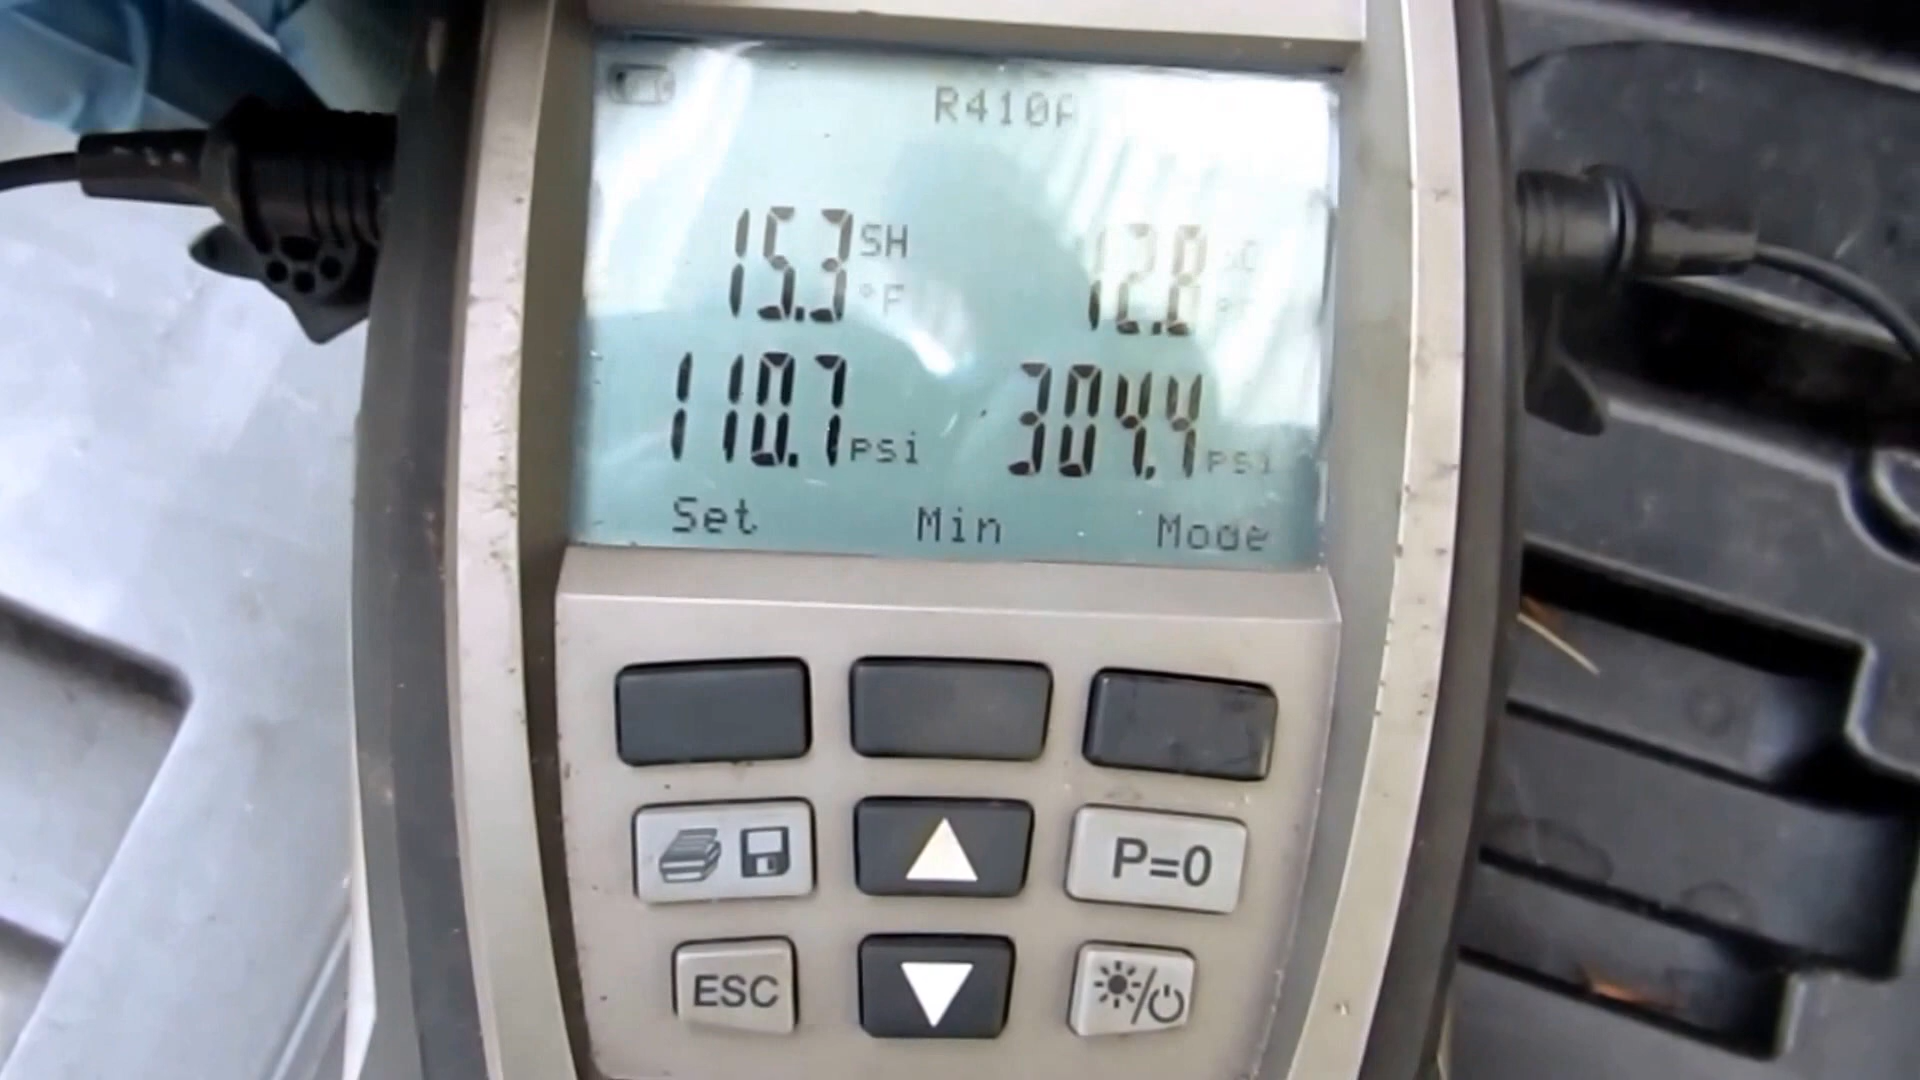 R410A
15.3 SH °F 12.8
110.7 psi 304.4 psi
Set Min Mode
P=0
ESC